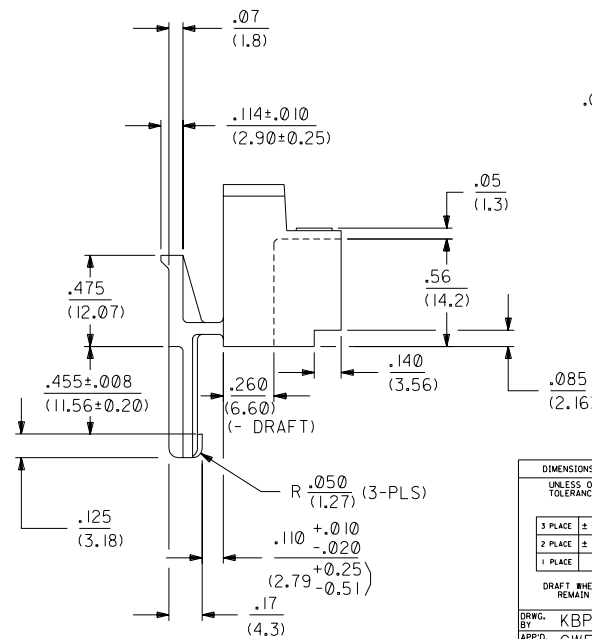 .07
(1.8)
.114±.010
(2.90±0.25)
.05
(1.3)
.475
(12.07)
.56
(14.2)
.455±.008
(11.56±0.20)
.260
(6.60)
(- DRAFT)
.140
(3.56)
.085
(2.16)
R .050 (3-PLS)
(1.27)
.125
(3.18)
.110 +.010
-.020
(2.79 +0.25
-0.51)
.17
(4.3)
DIMENSIONS
UNLESS O
TOLERANC
3 PLACE ±
2 PLACE ±
1 PLACE
DRAFT WHE
REMAIN
DRWG. BY KBP
APP'D.